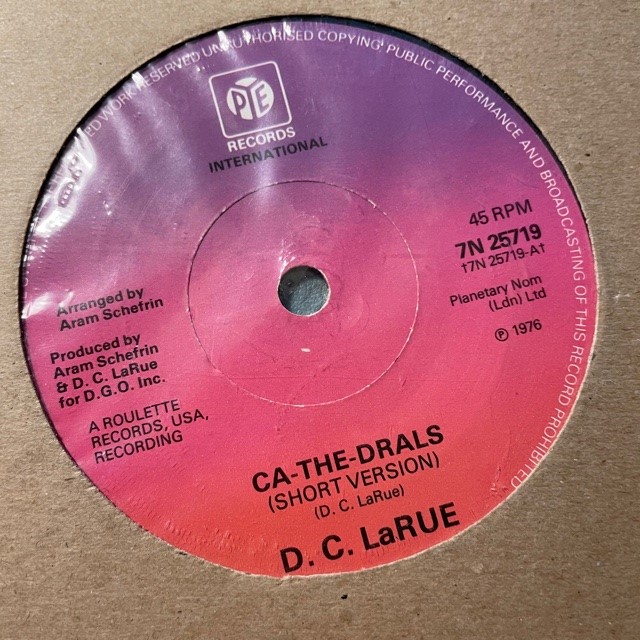 RD WORK RESERVED UNAUTHORISED COPYING PUBLIC PERFORMANCE AND BROADCASTING OF THIS RECORD PROHIBITED
PYE
RECORDS
INTERNATIONAL
45 RPM
7N 25719
†7N 25719-A†
Planetary Nom
(Ldn) Ltd
℗ 1976
Arranged by
Aram Schefrin
Produced by
Aram Schefrin
& D. C. LaRue
for D.G.O. Inc.
A ROULETTE
RECORDS, USA,
RECORDING
CA-THE-DRALS
(SHORT VERSION)
(D. C. LaRue)
D. C. LaRUE